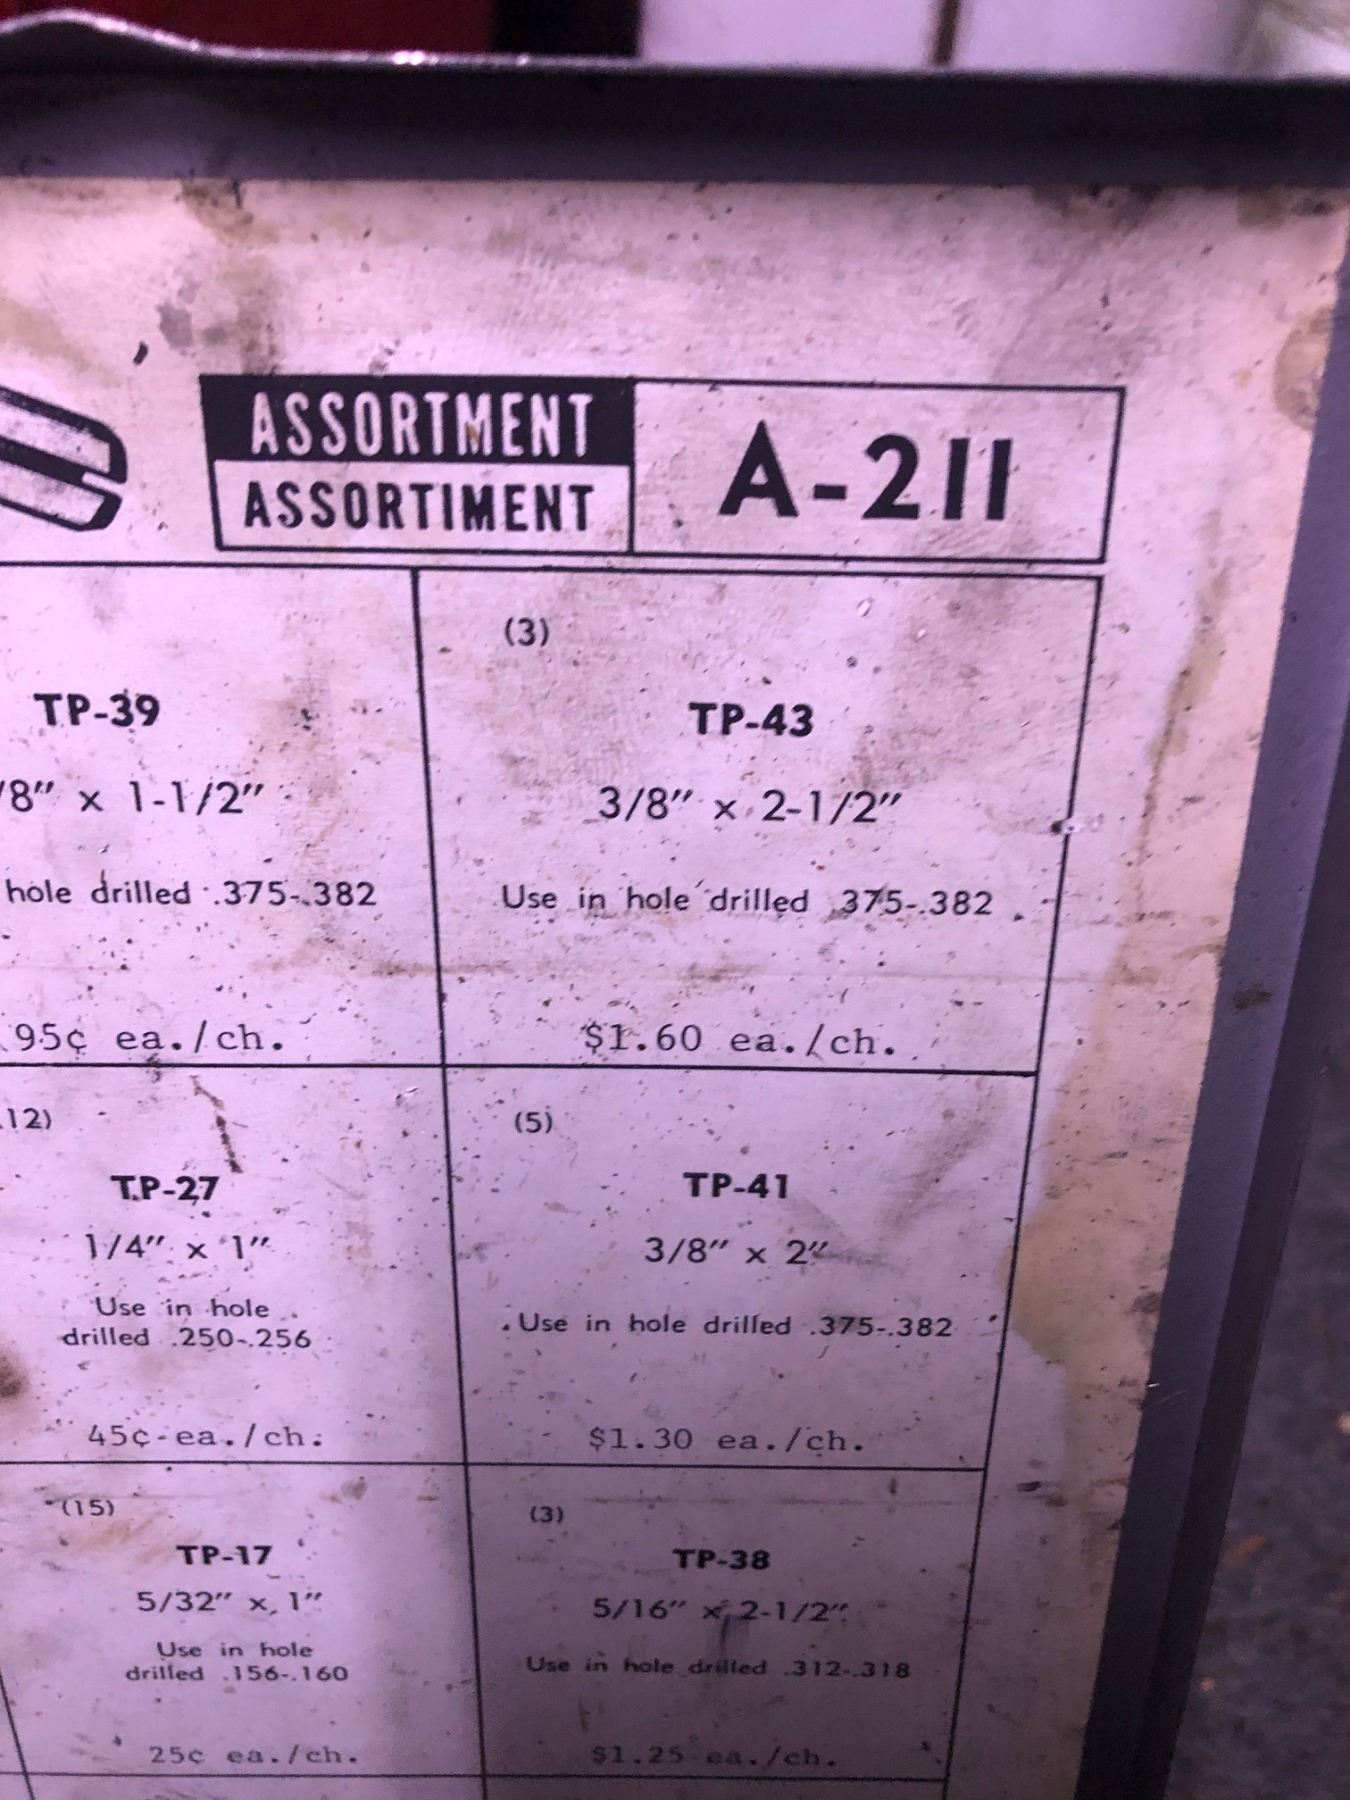 ASSORTMENT
ASSORTIMENT
A-211
TP-39
/8" x 1-1/2"
hole drilled .375-.382
95¢ ea./ch.
(3)
TP-43
3/8" x 2-1/2"
Use in hole drilled .375-.382
$1.60 ea./ch.
12)
TP-27
1/4" x 1"
Use in hole
drilled .250-.256
45¢ ea./ch.
(5)
TP-41
3/8" x 2"
Use in hole drilled .375-.382
$1.30 ea./ch.
(15)
TP-17
5/32" x 1"
Use in hole
drilled .156-.160
25¢ ea./ch.
(3)
TP-38
5/16" x 2-1/2"
Use in hole drilled .312-.318
$1.25 ea./ch.